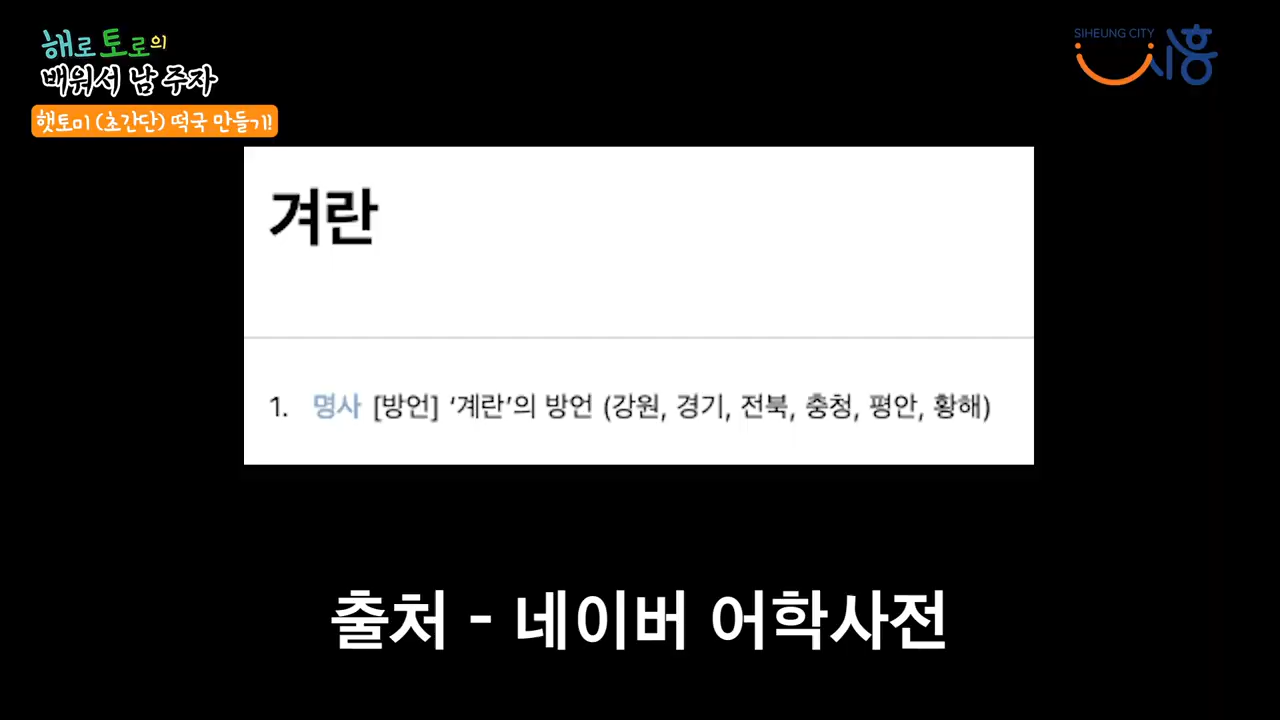 해로 토로의
배워서 남 주자
햇토미 (초간단) 떡국 만들기!
SIHEUNG CITY
시흥
겨란
1. 명사 [방언] ‘계란’의 방언 (강원, 경기, 전북, 충청, 평안, 황해)
출처 - 네이버 어학사전